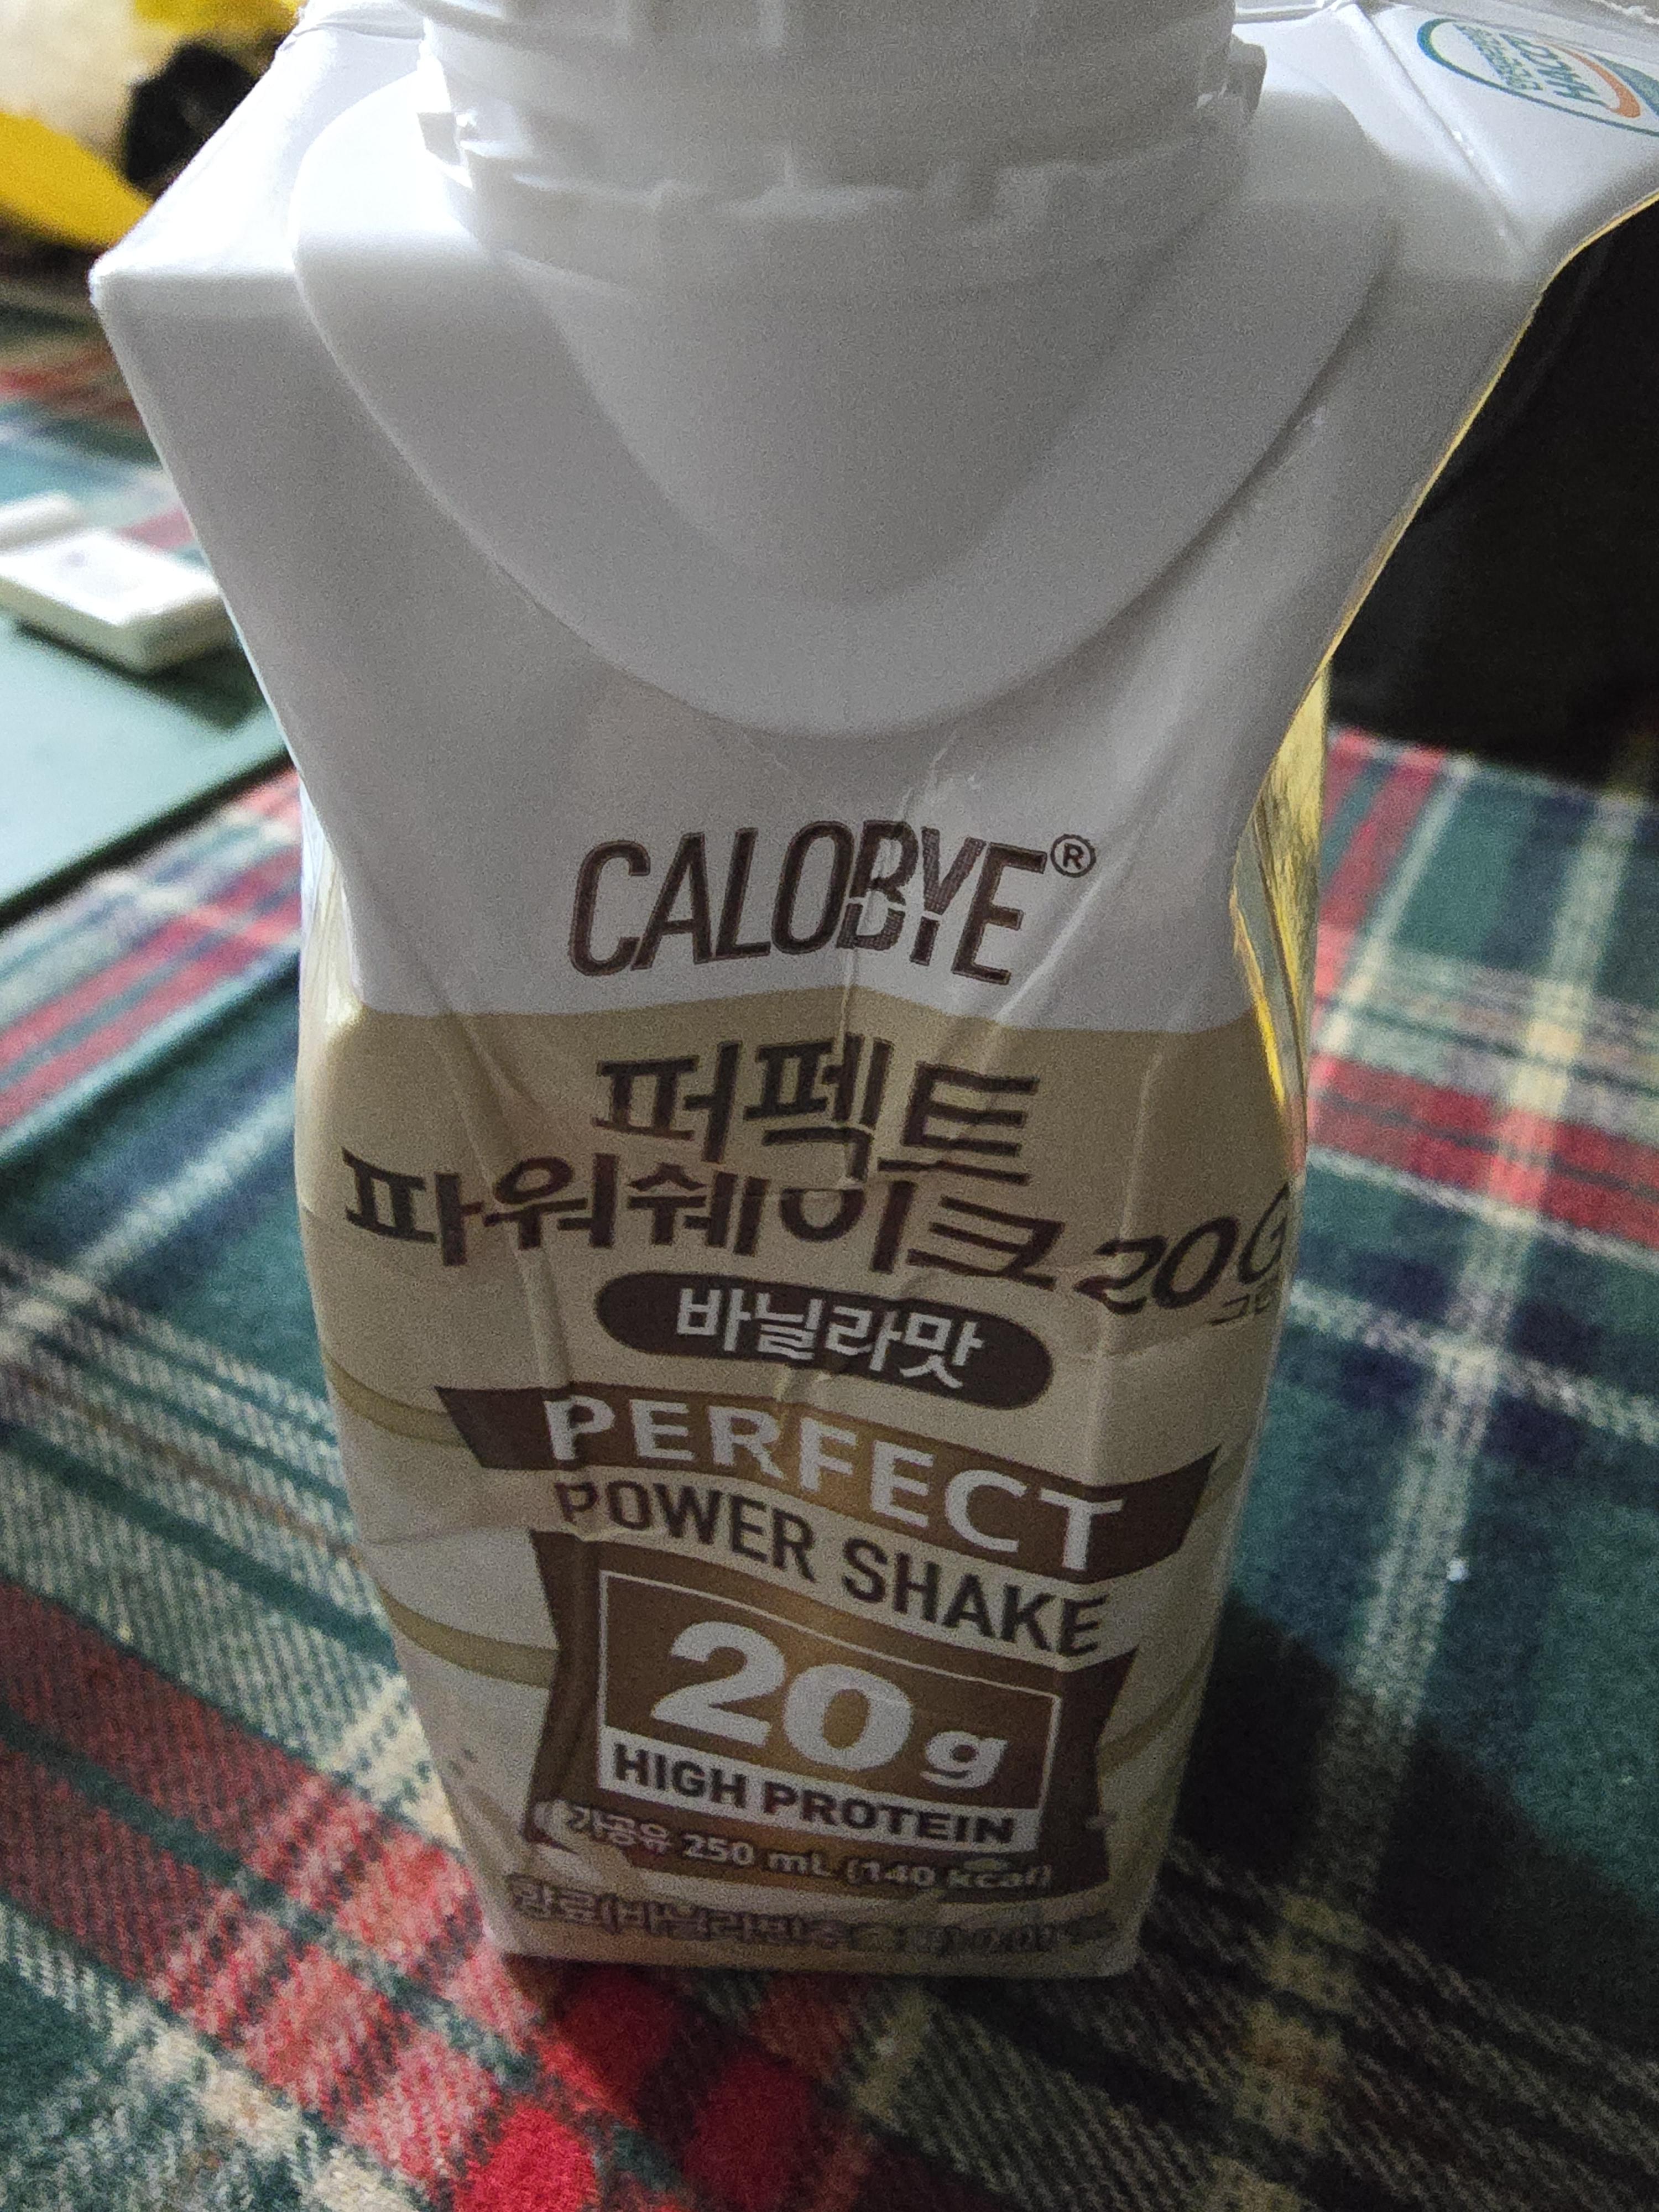 HACCP
CALOBYE®
퍼펙트
파워쉐이크 20G
바닐라맛
PERFECT
POWER SHAKE
20g
HIGH PROTEIN
가공유 250 mL (140 kcal)